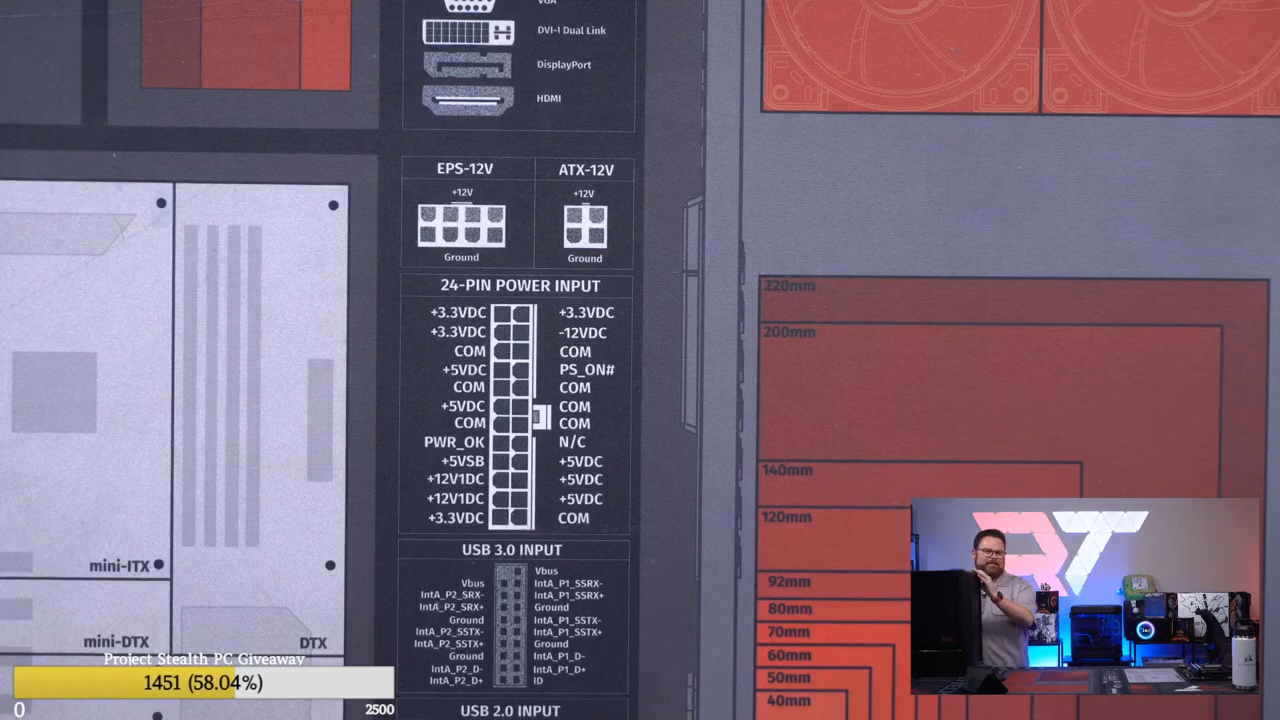 VGA
DVI-I Dual Link
DisplayPort
HDMI
EPS-12V
ATX-12V
+12V
+12V
Ground
Ground
24-PIN POWER INPUT
+3.3VDC +3.3VDC
+3.3VDC -12VDC
COM COM
+5VDC PS_ON#
COM COM
+5VDC COM
COM COM
PWR_OK N/C
+5VSB +5VDC
+12V1DC +5VDC
+12V1DC +5VDC
+3.3VDC COM
USB 3.0 INPUT
Vbus
Vbus IntA_P1_SSRX-
IntA_P2_SRX- IntA_P1_SSRX+
IntA_P2_SRX+ Ground
Ground IntA_P1_SSTX-
IntA_P2_SSTX- IntA_P1_SSTX+
IntA_P2_SSTX+ Ground
Ground IntA_P1_D-
IntA_P2_D- IntA_P1_D+
IntA_P2_D+ ID
USB 2.0 INPUT
mini-ITX
mini-DTX
DTX
220mm
200mm
140mm
120mm
92mm
80mm
70mm
60mm
50mm
40mm
Project Stealth PC Giveaway
1451 (58.04%)
0
2500